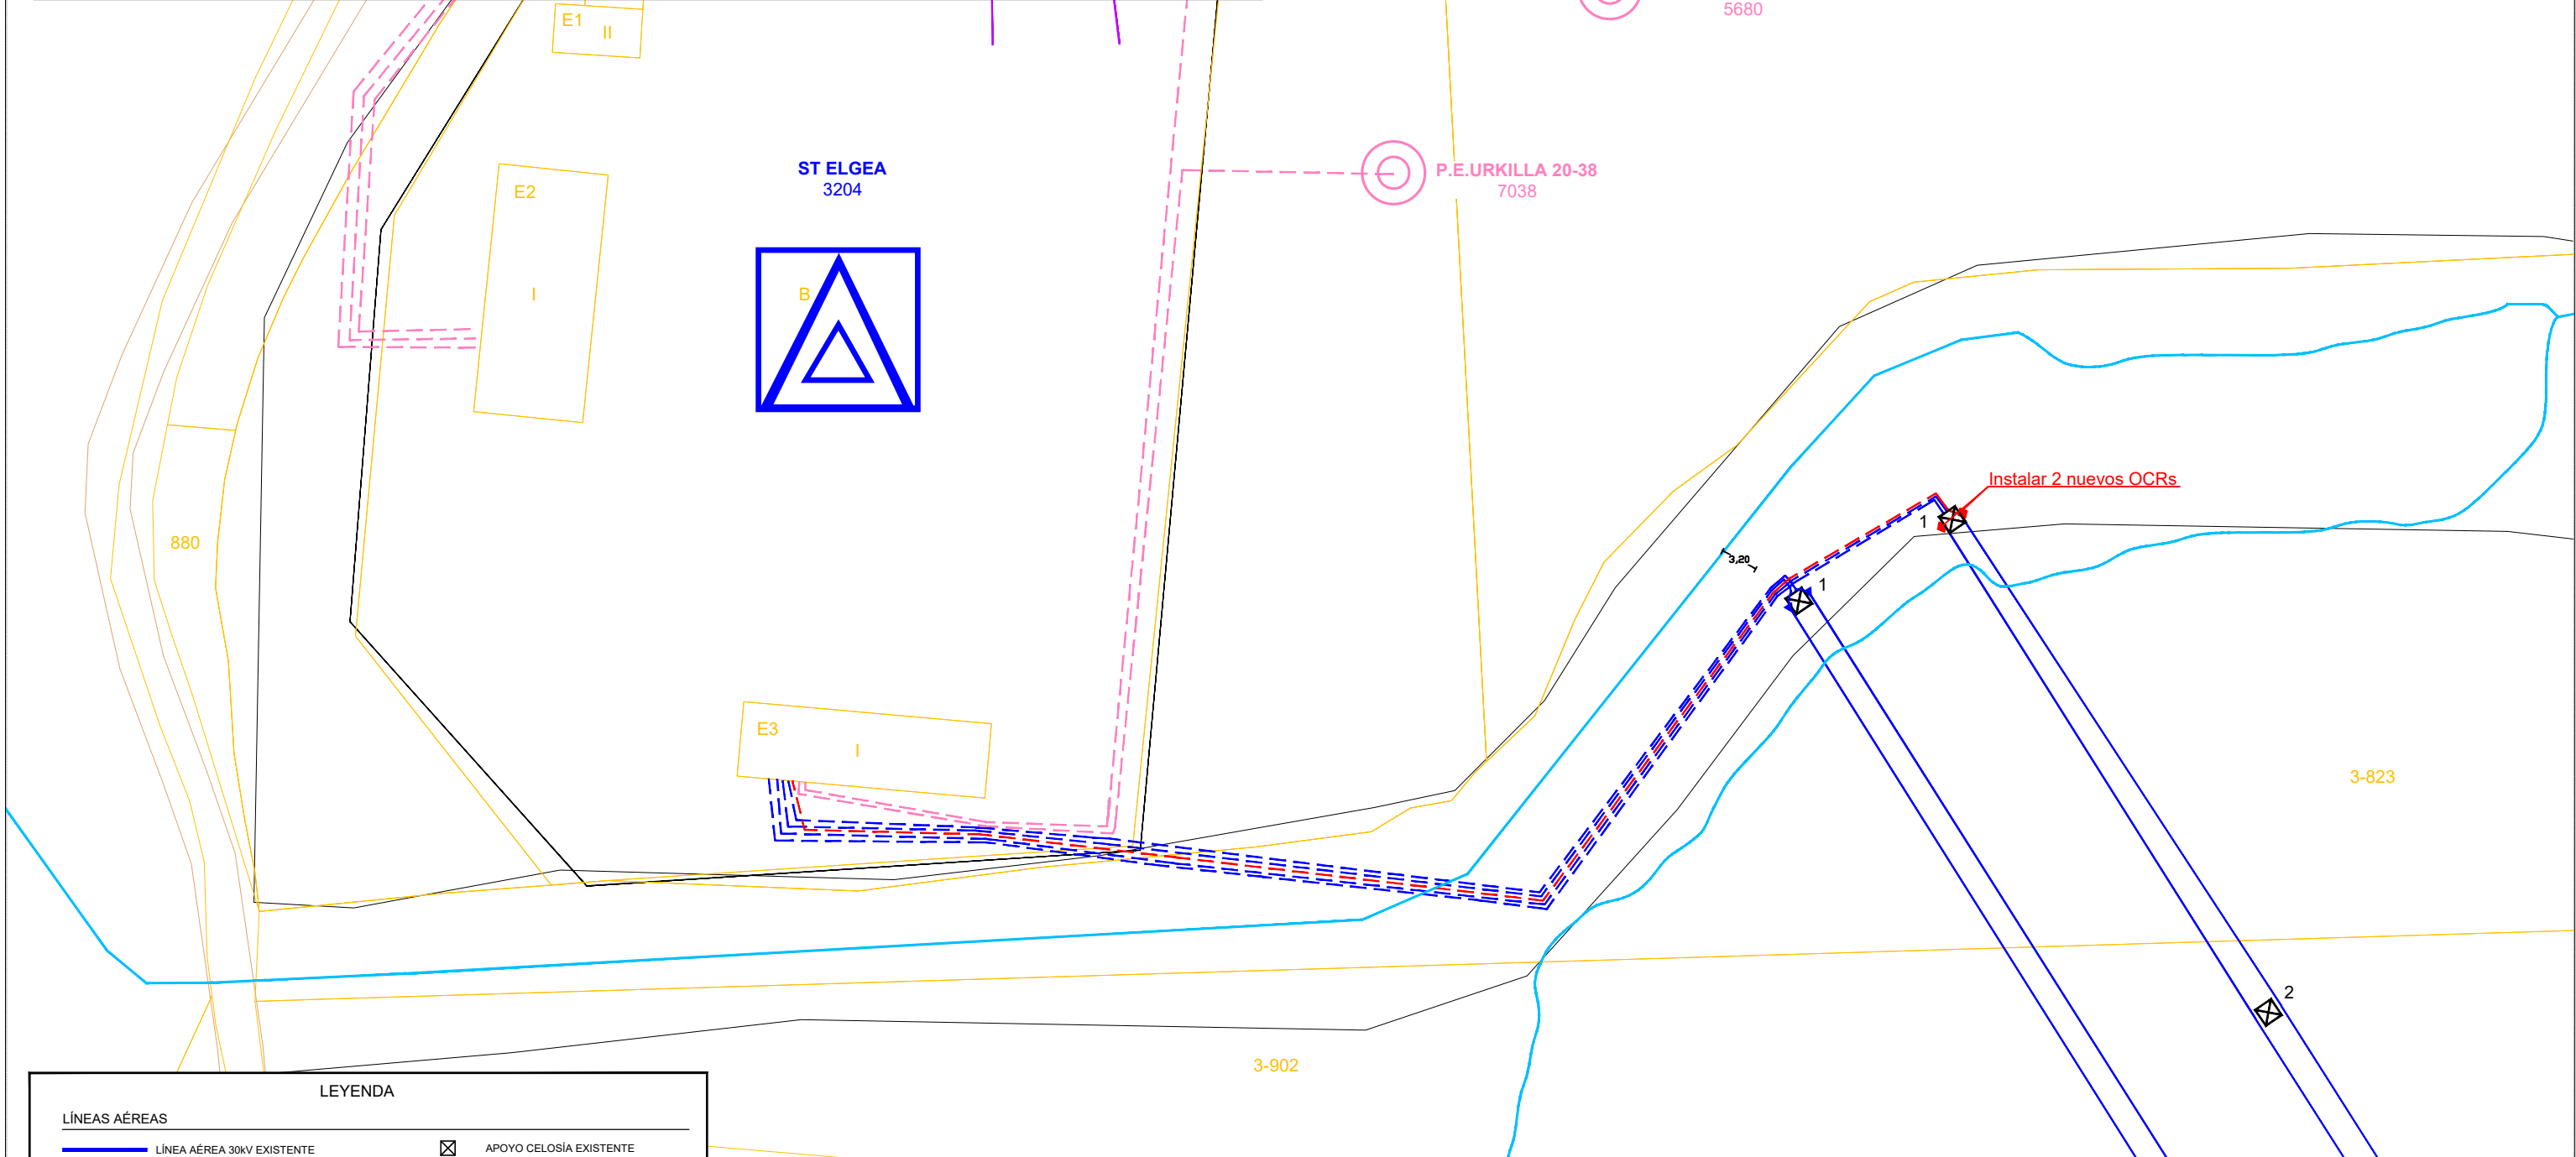 5680
E1
II
ST ELGEA
3204
P.E.URKILLA 20-38
7038
E2
I
B
Instalar 2 nuevos OCRs
1
880
3,20
1
E3
I
3-823
2
3-902
LEYENDA
LÍNEAS AÉREAS
LÍNEA AÉREA 30kV EXISTENTE
APOYO CELOSÍA EXISTENTE